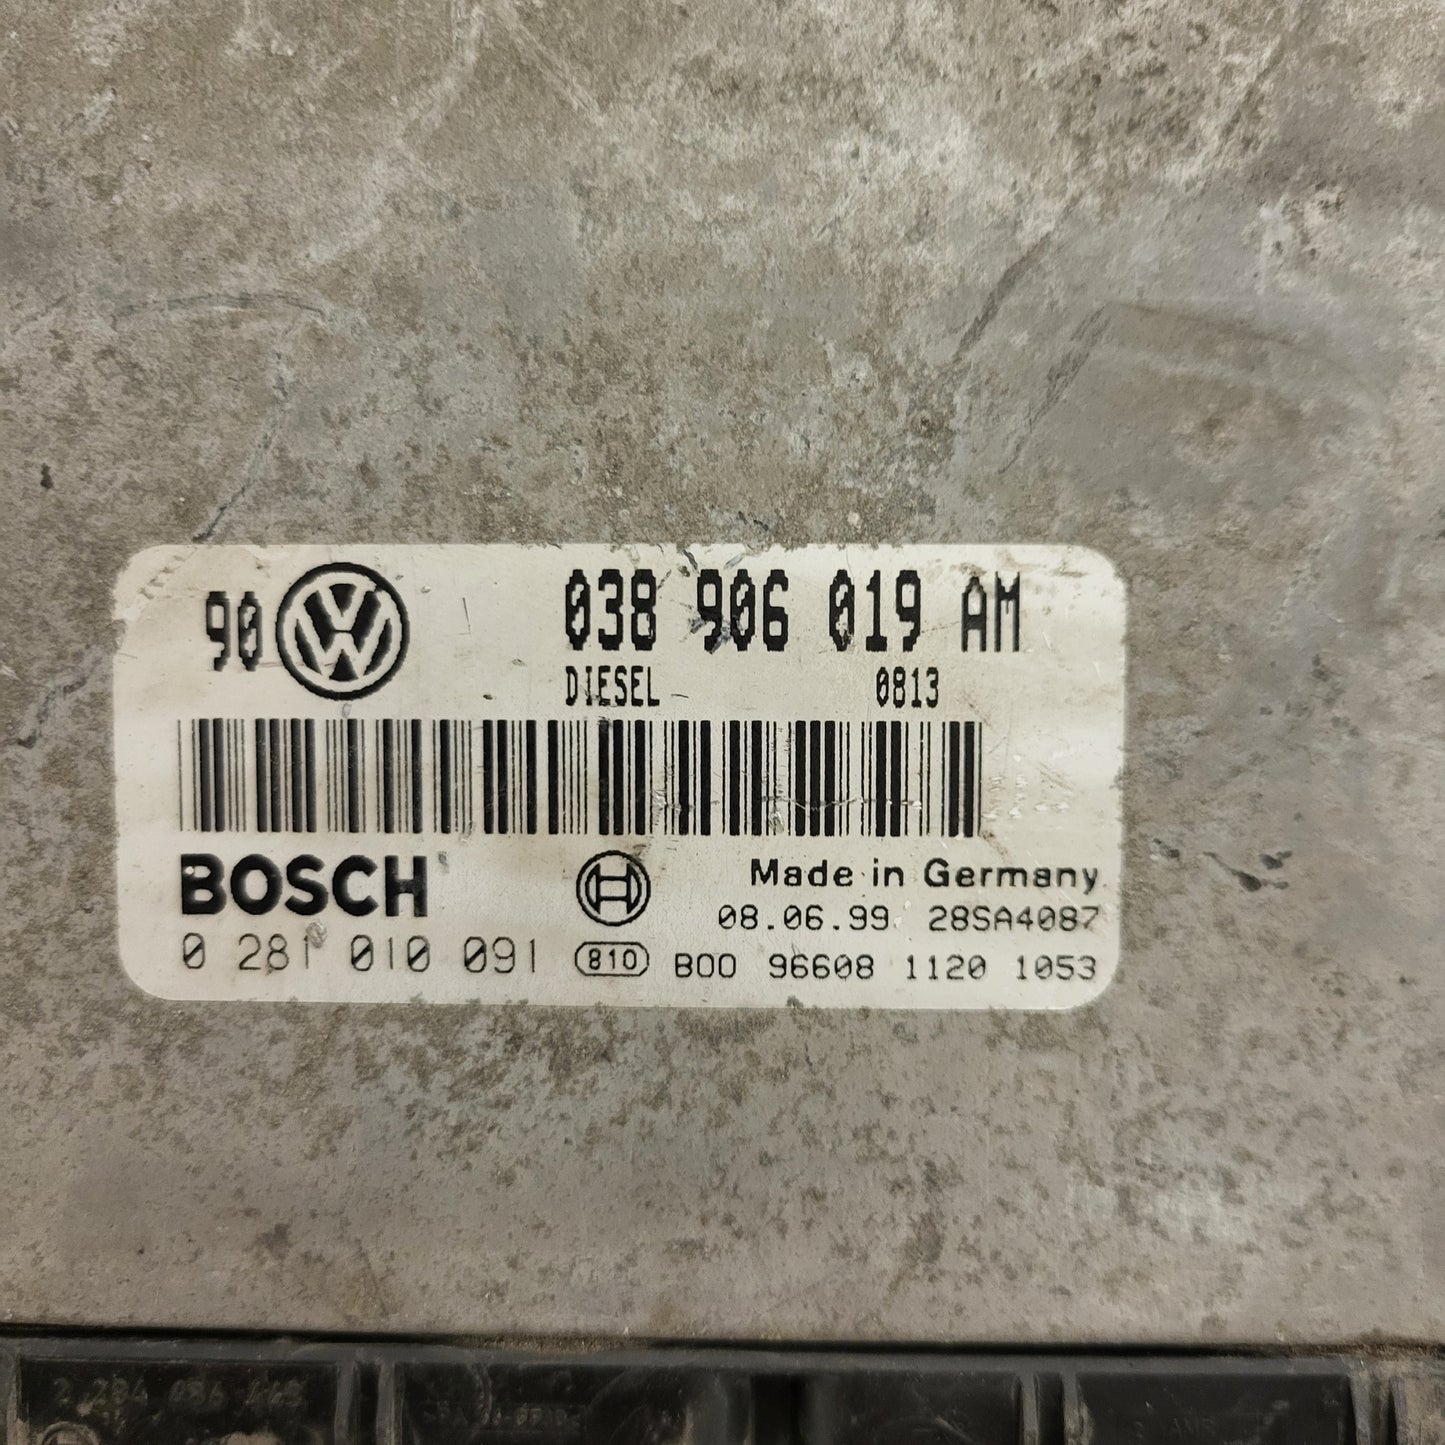 90 VW 038 906 019 AM
DIESEL 0813
BOSCH
Made in Germany
08.06.99 28SA4087
0 281 010 091 810 B00 96608 1120 1053